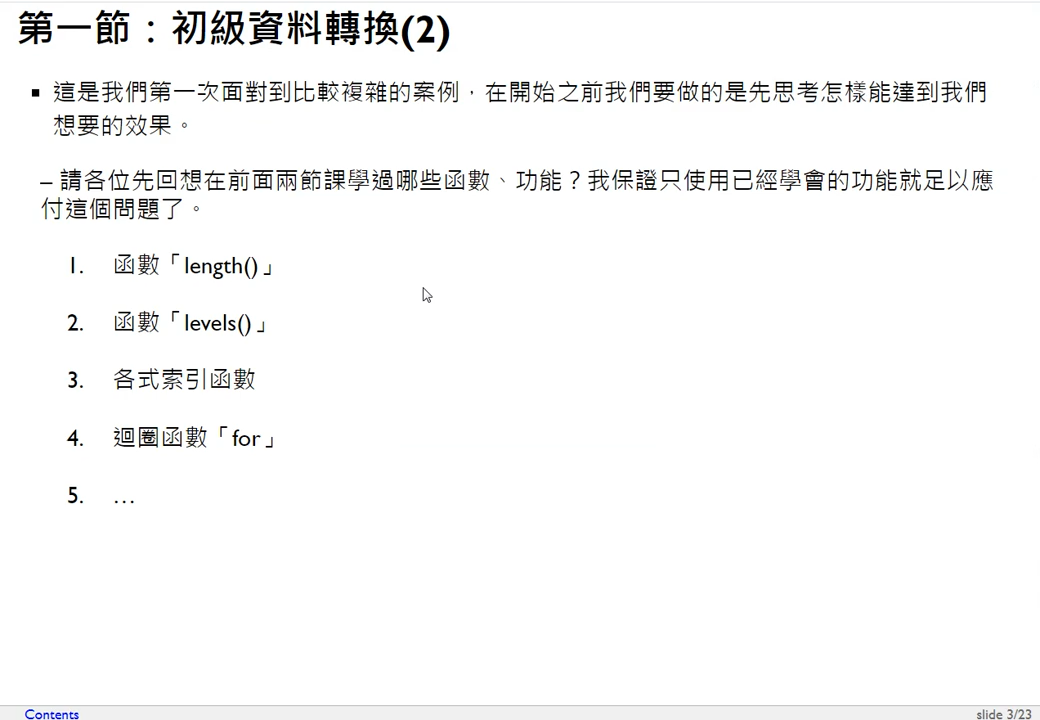 第一節：初級資料轉換(2)
▪ 這是我們第一次面對到比較複雜的案例，在開始之前我們要做的是先思考怎樣能達到我們
想要的效果。
– 請各位先回想在前面兩節課學過哪些函數、功能？我保證只使用已經學會的功能就足以應
付這個問題了。
1. 函數「length()」
2. 函數「levels()」
3. 各式索引函數
4. 迴圈函數「for」
5. …
Contents
slide 3/23